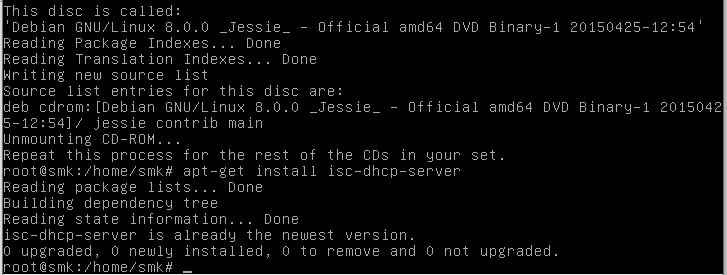 This disc is called:
'Debian GNU/Linux 8.0.0 _Jessie_ - Official amd64 DVD Binary-1 20150425-12:54'
Reading Package Indexes... Done
Reading Translation Indexes... Done
Writing new source list
Source list entries for this disc are:
deb cdrom:[Debian GNU/Linux 8.0.0 _Jessie_ - Official amd64 DVD Binary-1 2015042
5-12:54]/ jessie contrib main
Unmounting CD-ROM...
Repeat this process for the rest of the CDs in your set.
root@smk:/home/smk# apt-get install isc-dhcp-server
Reading package lists... Done
Building dependency tree
Reading state information... Done
isc-dhcp-server is already the newest version.
0 upgraded, 0 newly installed, 0 to remove and 0 not upgraded.
root@smk:/home/smk# _